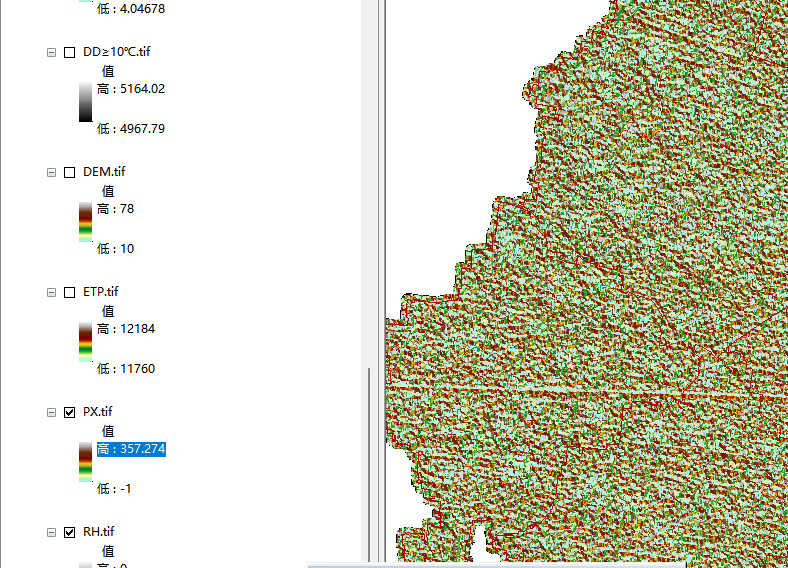 低 : 4.04678
DD≥10℃.tif
值
高 : 5164.02
低 : 4967.79
DEM.tif
值
高 : 78
低 : 10
ETP.tif
值
高 : 12184
低 : 11760
PX.tif
值
高 : 357.274
低 : -1
RH.tif
值
高 : 0